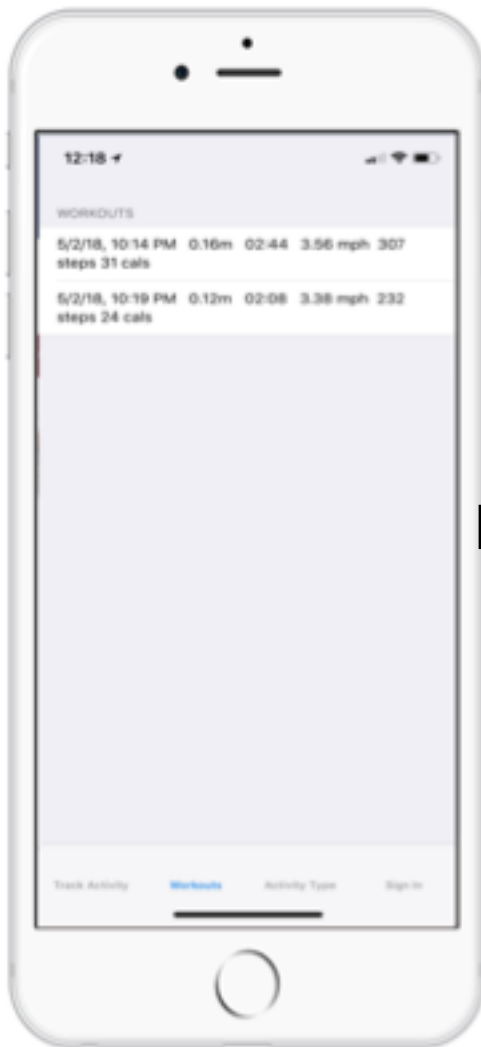 12:18
WORKOUTS
5/2/18, 10:14 PM 0.16m 02:44 3.56 mph 307
steps 31 cals
5/2/18, 10:19 PM 0.12m 02:08 3.38 mph 232
steps 24 cals
Track Activity Workouts Activity Type Sign In